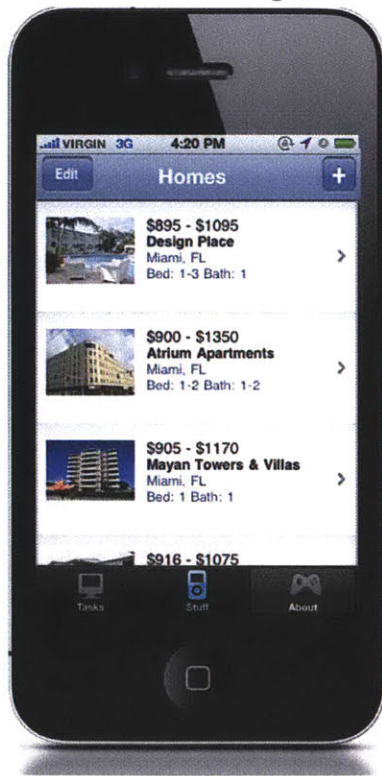 VIRGIN 3G 4:20 PM
Edit Homes +
$895 - $1095
Design Place
Miami, FL
Bed: 1-3 Bath: 1
$900 - $1350
Atrium Apartments
Miami, FL
Bed: 1-2 Bath: 1-2
$905 - $1170
Mayan Towers & Villas
Miami, FL
Bed: 1 Bath: 1
$916 - $1075
Tasks Stuff About